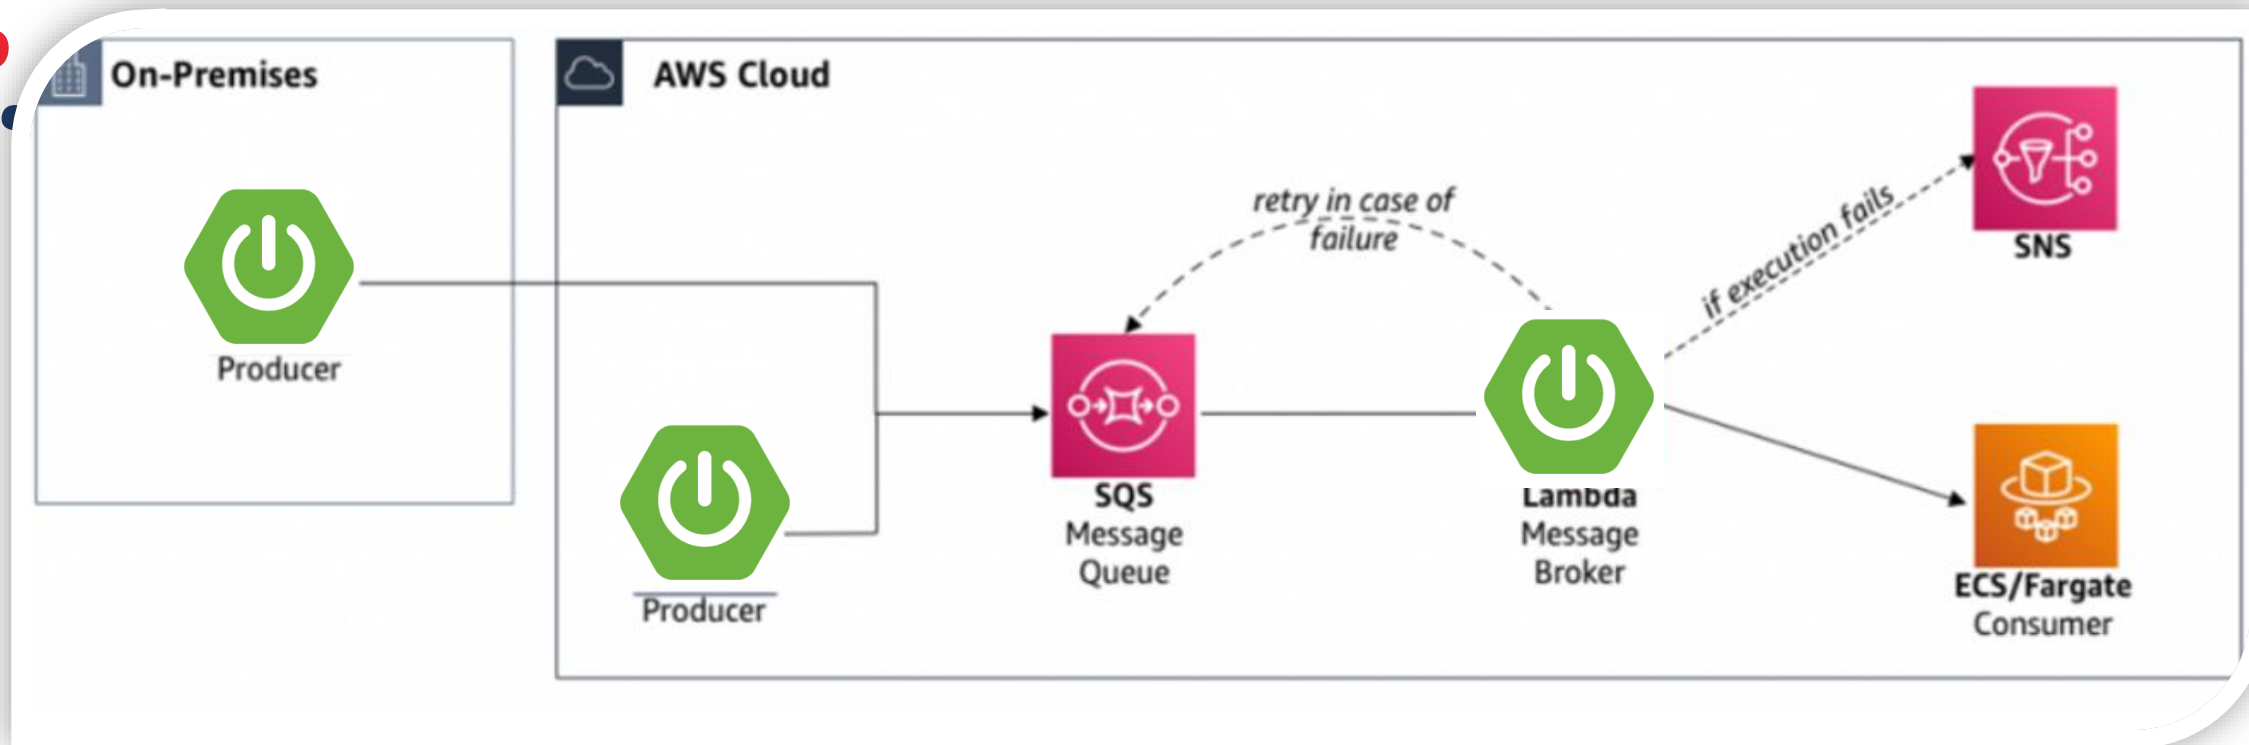 On-Premises
AWS Cloud
Producer
Producer
retry in case of
failure
SQS
Message
Queue
Lambda
Message
Broker
if execution fails
SNS
ECS/Fargate
Consumer